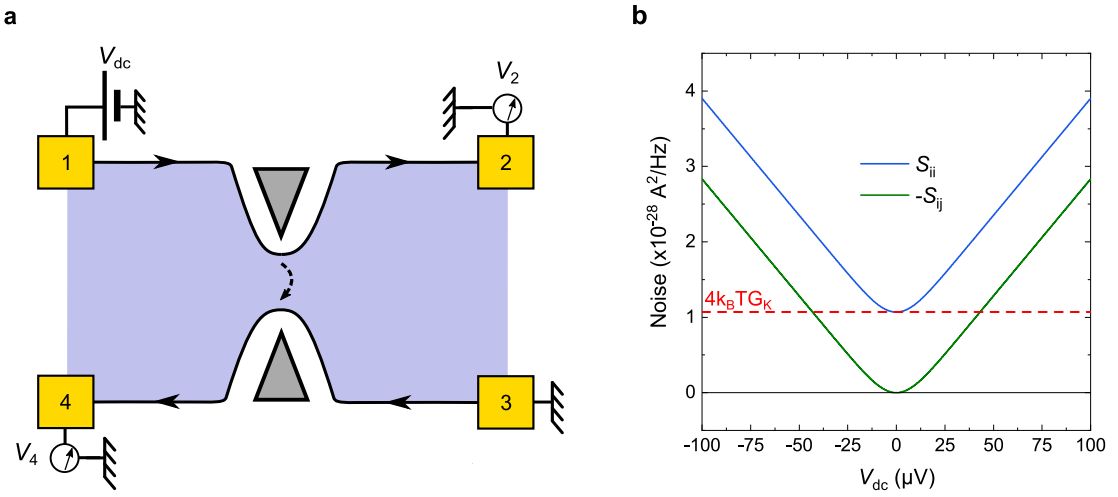 a
V_dc
V_2
1
2
4
3
V_4
b
Noise (x10^-28 A^2/Hz)
4
3
2
1
0
S_ii
-S_ij
4k_BTG_K
-100
-75
-50
-25
0
25
50
75
100
V_dc (µV)